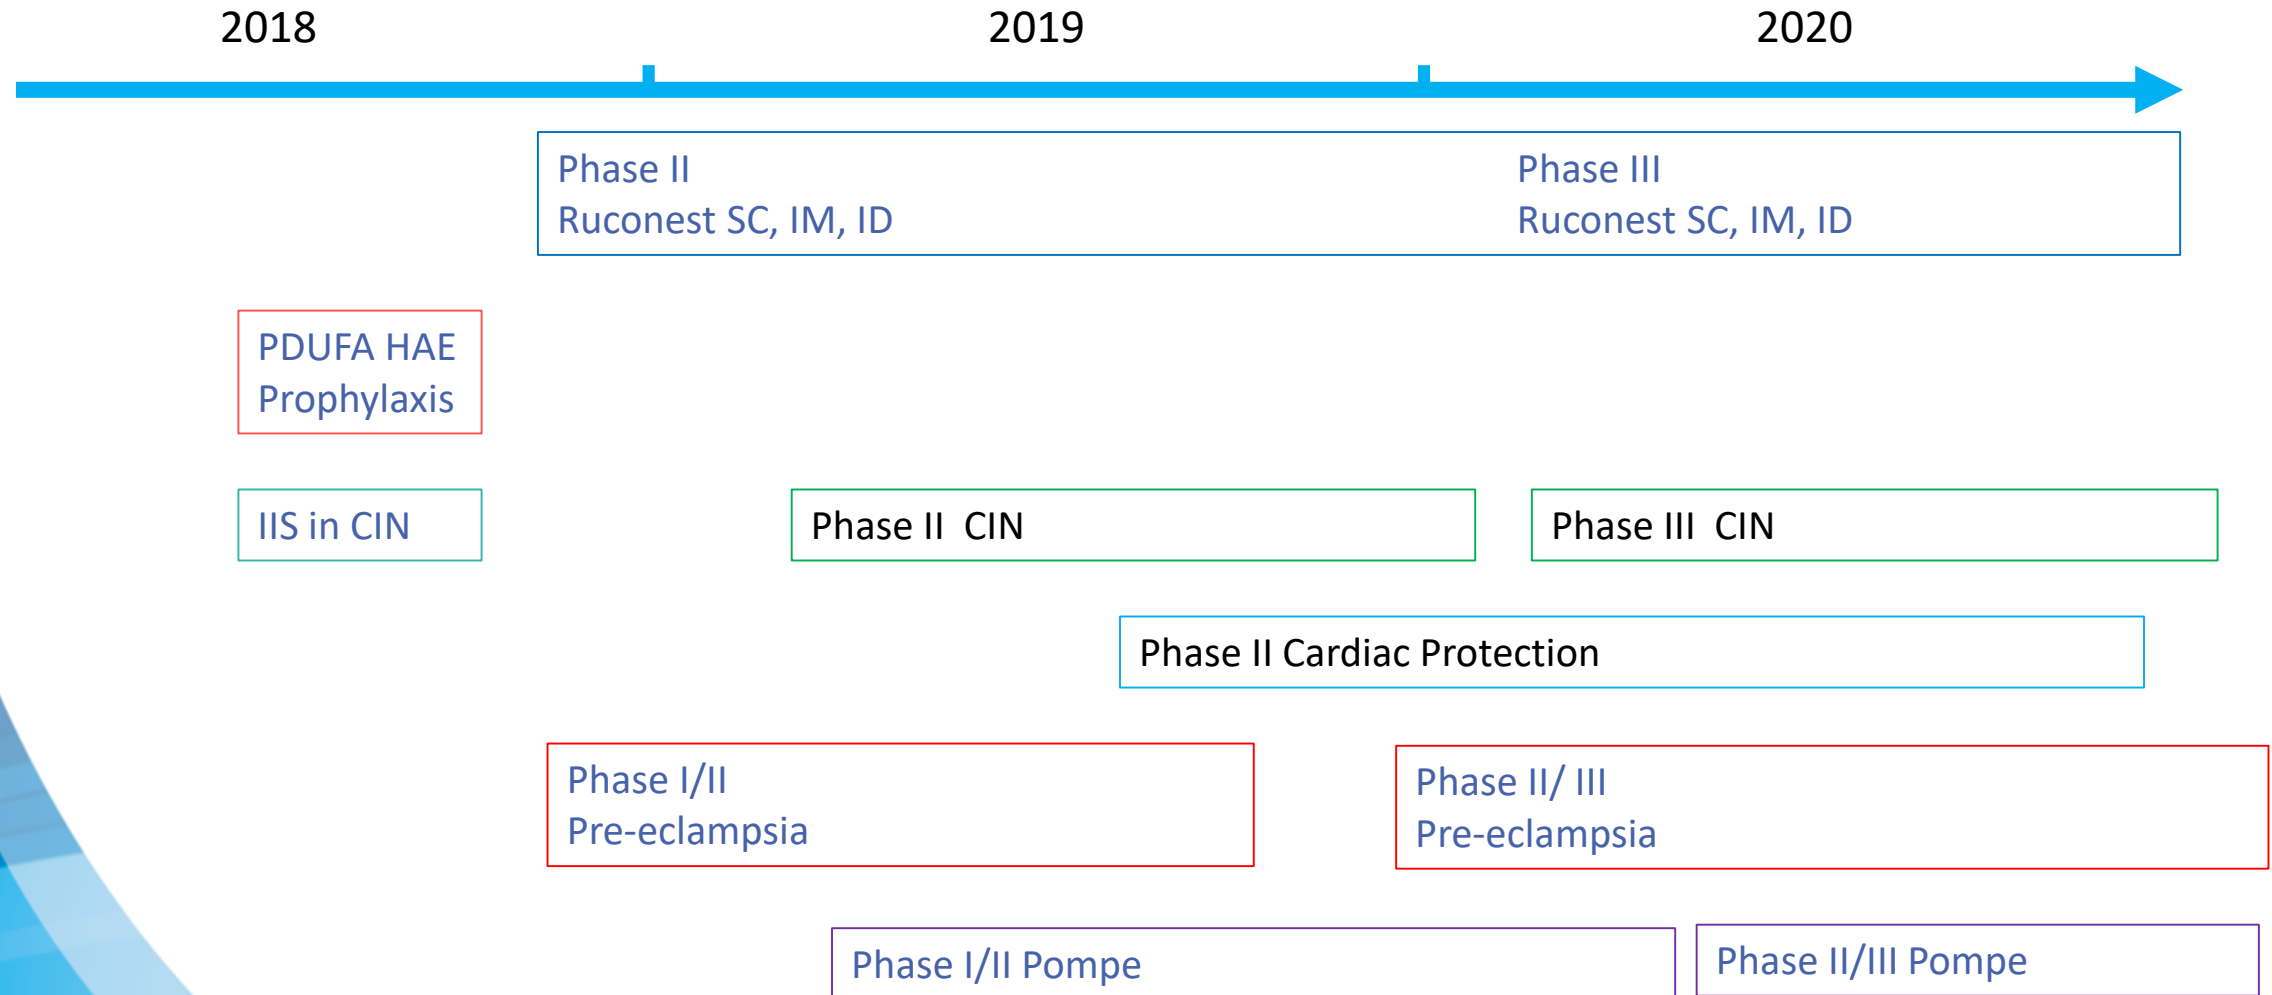 2018 2019 2020
Phase II
Ruconest SC, IM, ID
Phase III
Ruconest SC, IM, ID
PDUFA HAE
Prophylaxis
IIS in CIN
Phase II  CIN
Phase III  CIN
Phase II Cardiac Protection
Phase I/II
Pre-eclampsia
Phase II/ III
Pre-eclampsia
Phase I/II Pompe
Phase II/III Pompe